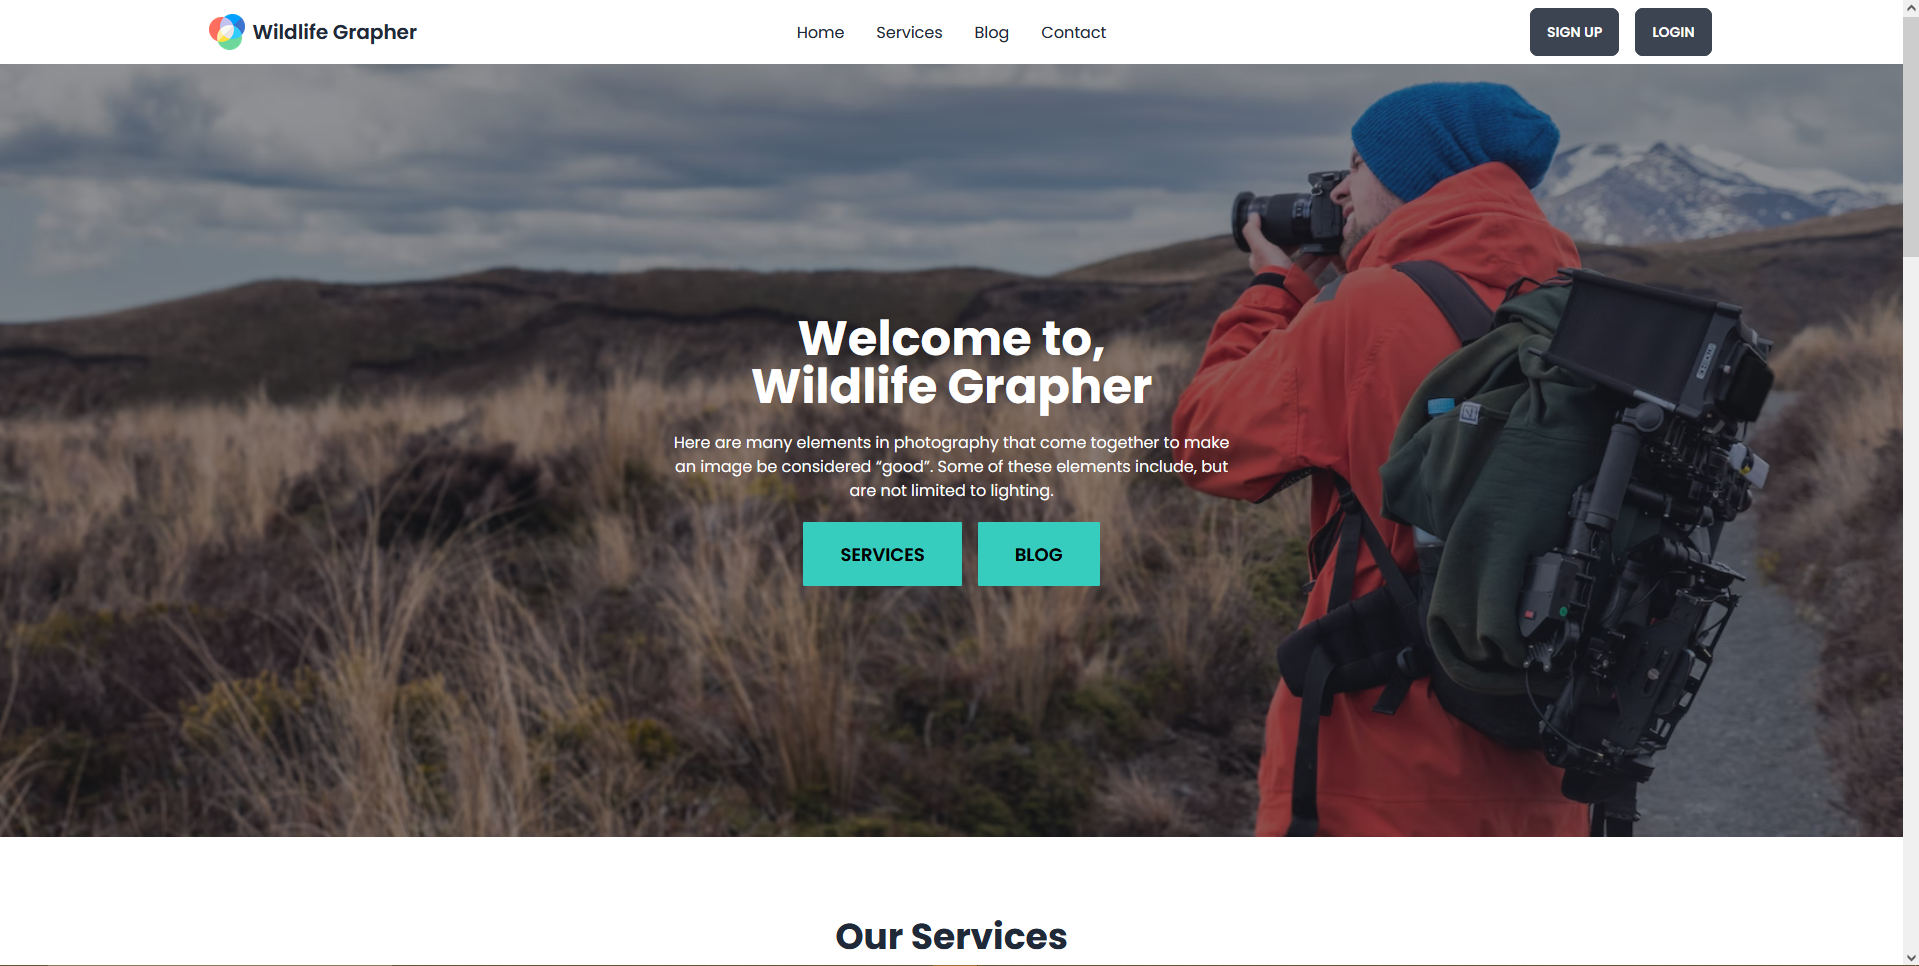 Wildlife Grapher
Home
Services
Blog
Contact
SIGN UP
LOGIN
Welcome to,
Wildlife Grapher
Here are many elements in photography that come together to make
an image be considered “good”. Some of these elements include, but
are not limited to lighting.
SERVICES
BLOG
Our Services